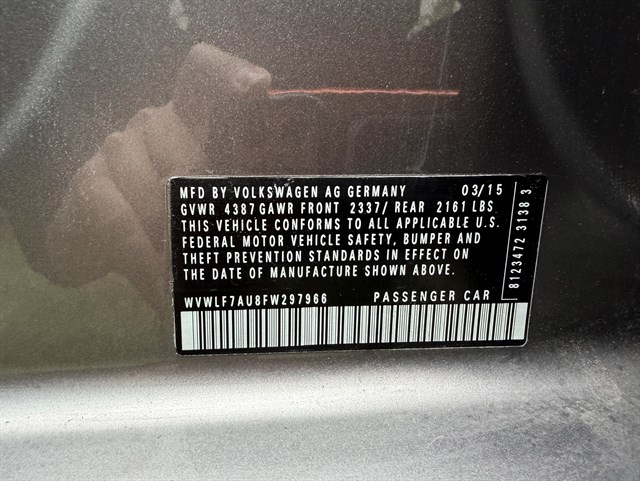 MFD BY VOLKSWAGEN AG GERMANY 03/15
GVWR 4387 GAWR FRONT 2337/ REAR 2161 LBS
THIS VEHICLE CONFORMS TO ALL APPLICABLE U.S.
FEDERAL MOTOR VEHICLE SAFETY, BUMPER AND
THEFT PREVENTION STANDARDS IN EFFECT ON
THE DATE OF MANUFACTURE SHOWN ABOVE.
WVWLF7AU8FW297966 PASSENGER CAR
8123472 3138 3